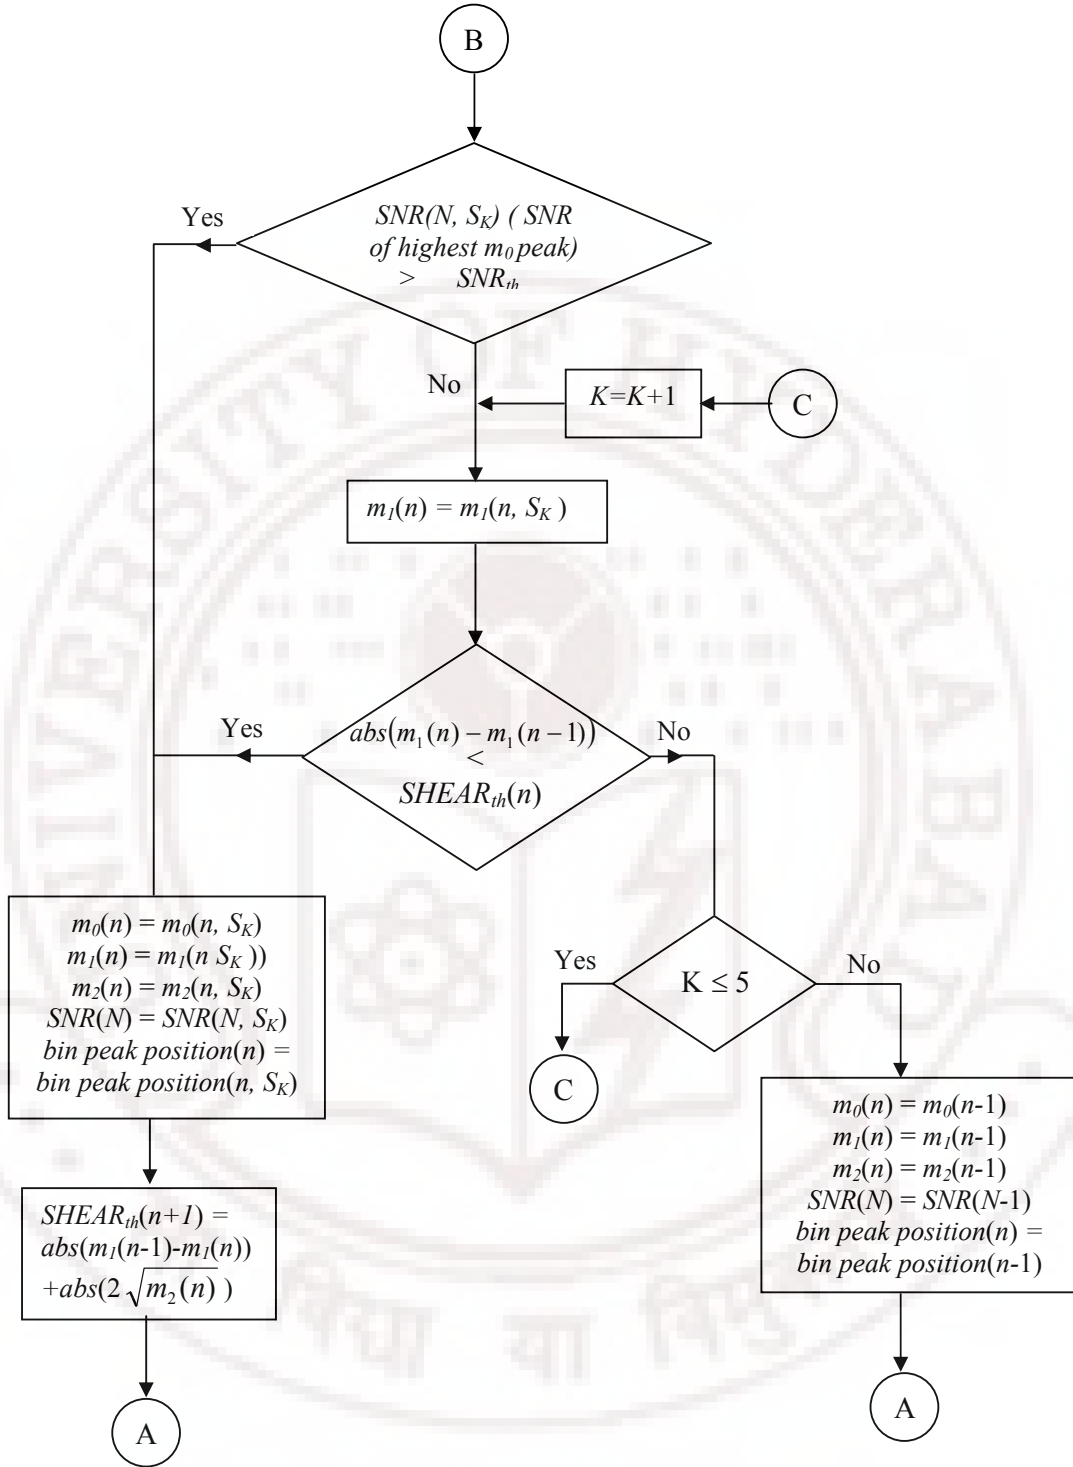 B
Yes
SNR(N, S_K) ( SNR
of highest m_0 peak)
> SNR_th
No
K=K+1
C
m_1(n) = m_1(n, S_K )
Yes
abs(m_1(n) − m_1(n − 1))
<
SHEAR_th(n)
No
m_0(n) = m_0(n, S_K)
m_1(n) = m_1(n S_K ))
m_2(n) = m_2(n, S_K)
SNR(N) = SNR(N, S_K)
bin peak position(n) =
bin peak position(n, S_K)
Yes
K ≤ 5
No
C
m_0(n) = m_0(n-1)
m_1(n) = m_1(n-1)
m_2(n) = m_2(n-1)
SNR(N) = SNR(N-1)
bin peak position(n) =
bin peak position(n-1)
SHEAR_th(n+1) =
abs(m_1(n-1)-m_1(n))
+abs(2 √m_2(n) )
A
A
UNIVERSITY OF HYDERABAD